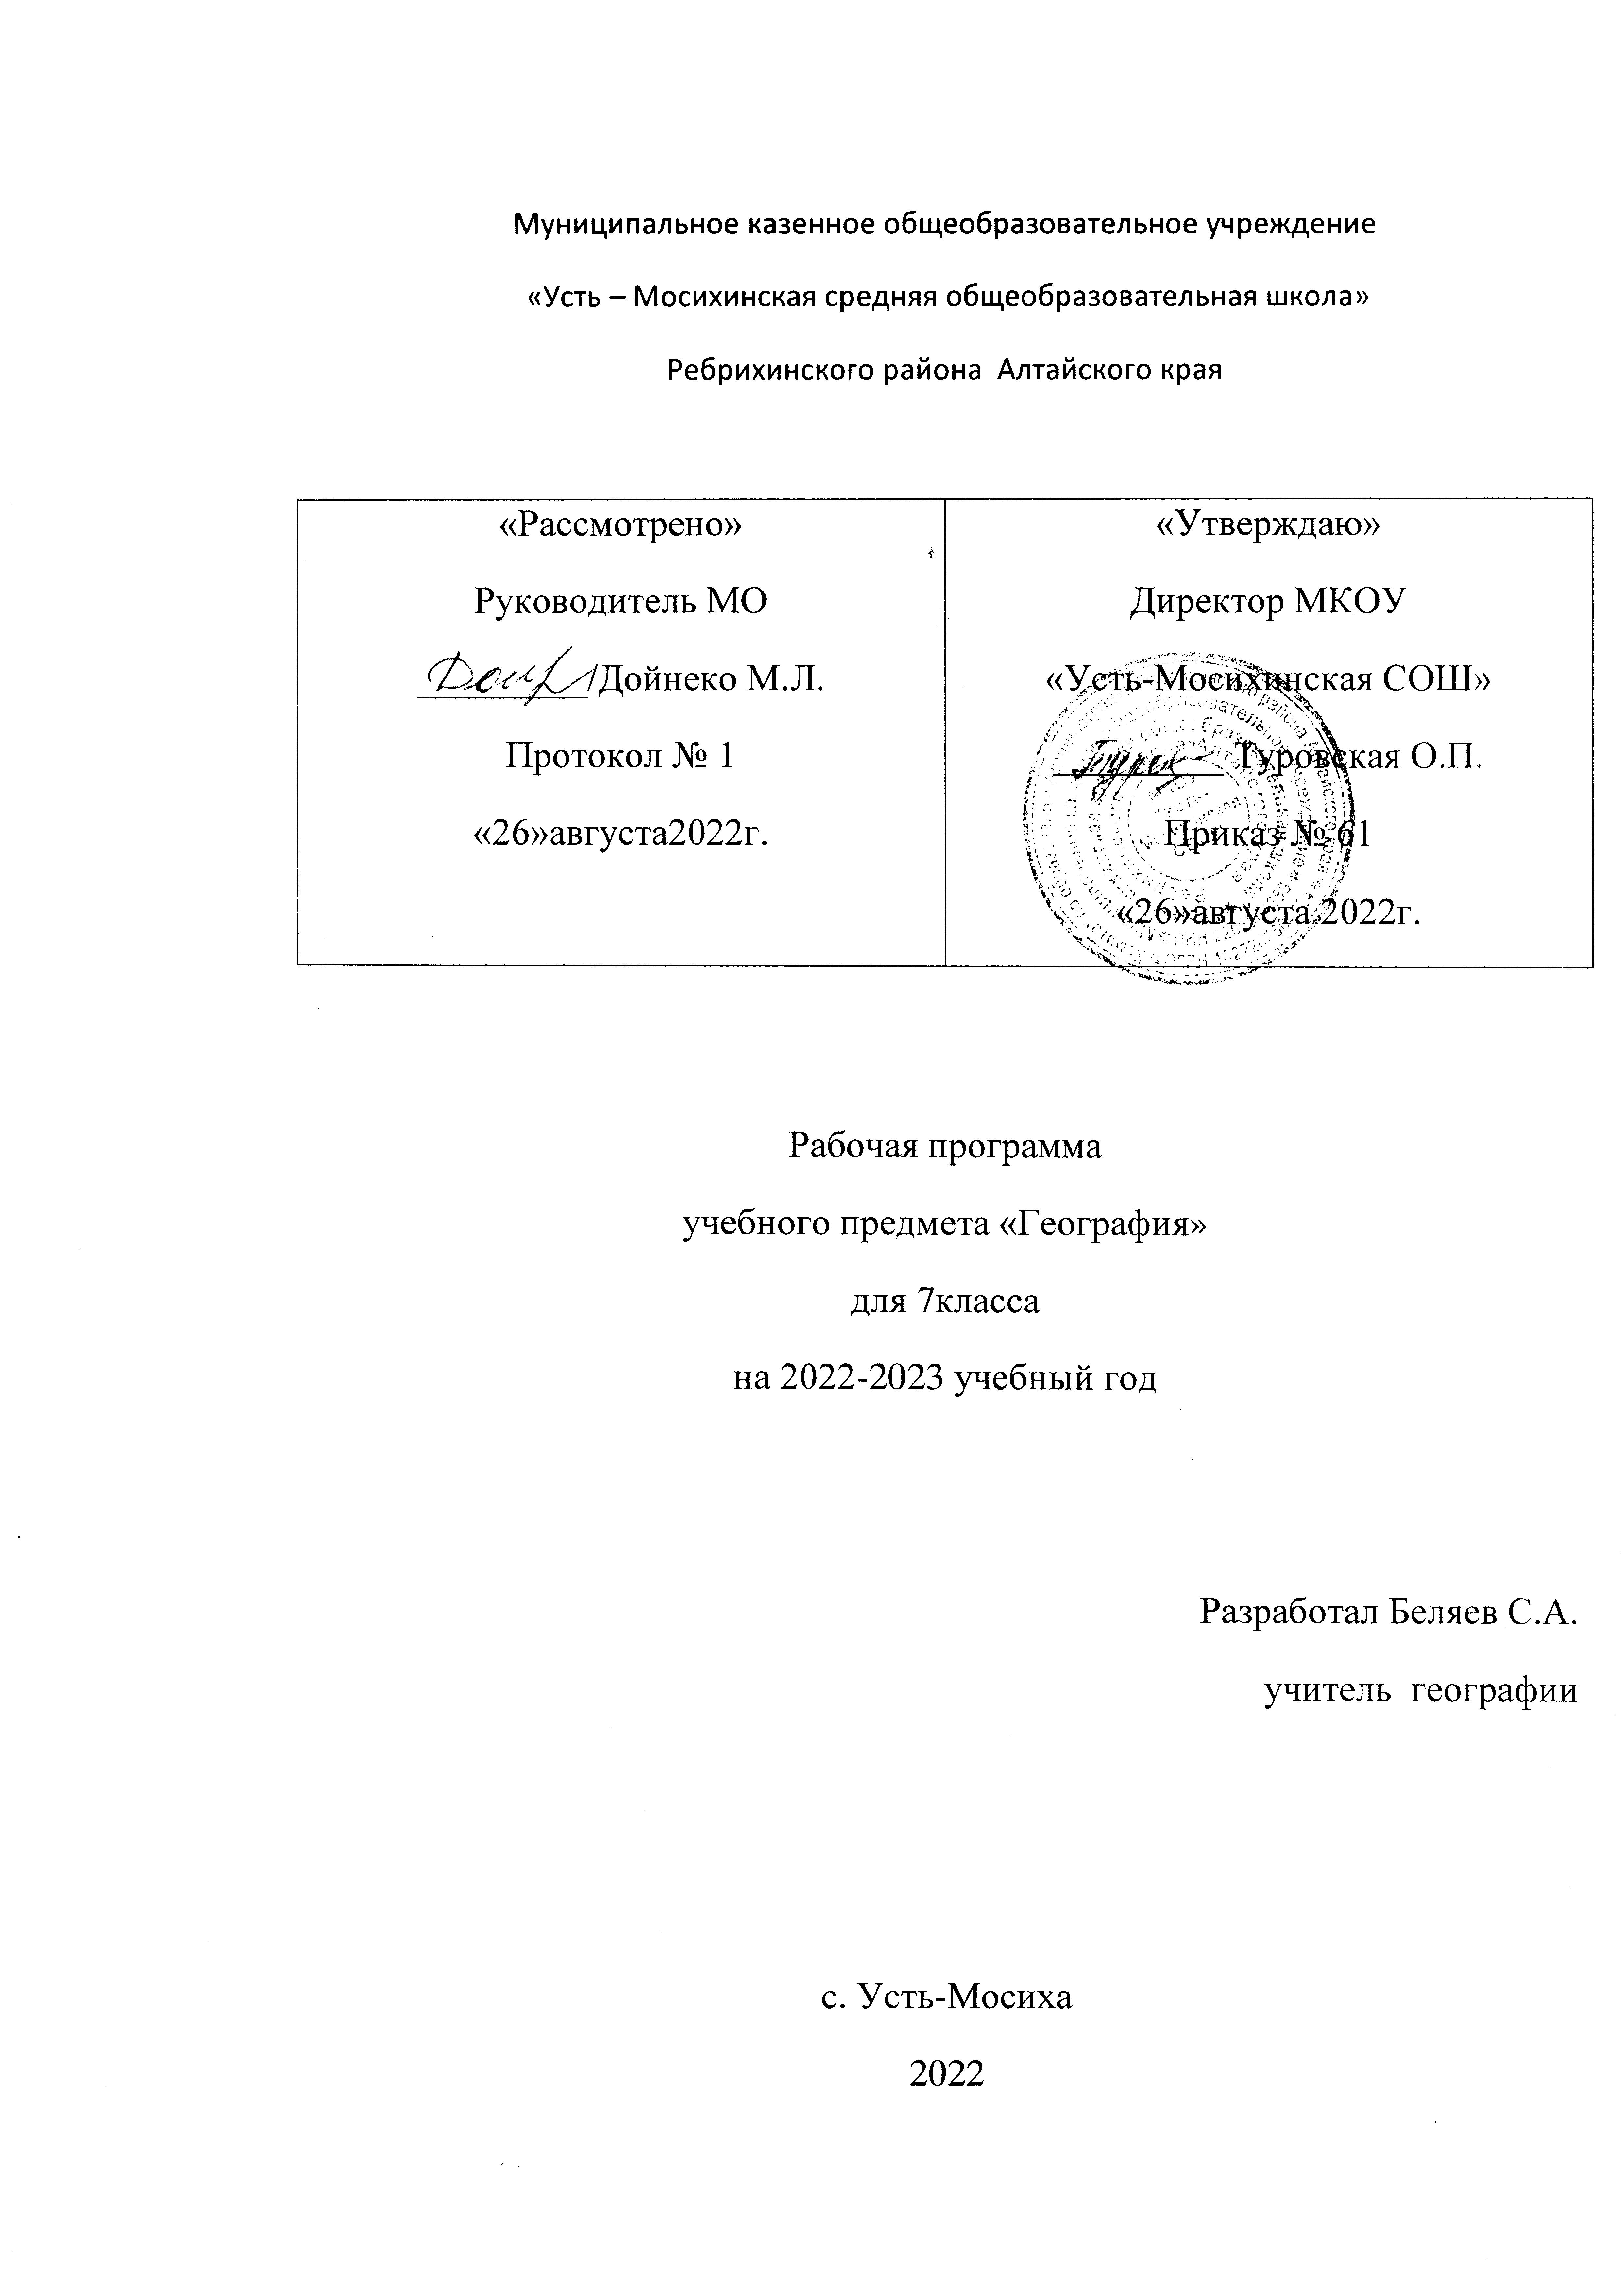 Муниципальное казенное общеобразовательное учреждение
«Усть – Мосихинская средняя общеобразовательная школа»
Ребрихинского района  Алтайского края
«Рассмотрено»
Руководитель МО
Дойнеко М.Л.
Протокол № 1
«26»августа2022г.
«Утверждаю»
Директор МКОУ
«Усть-Мосихинская СОШ»
Туровская О.П.
Приказ № 61
«26»августа 2022г.
Рабочая программа
учебного предмета «География»
для 7класса
на 2022-2023 учебный год
Разработал Беляев С.А.
учитель  географии
с. Усть-Мосиха
2022